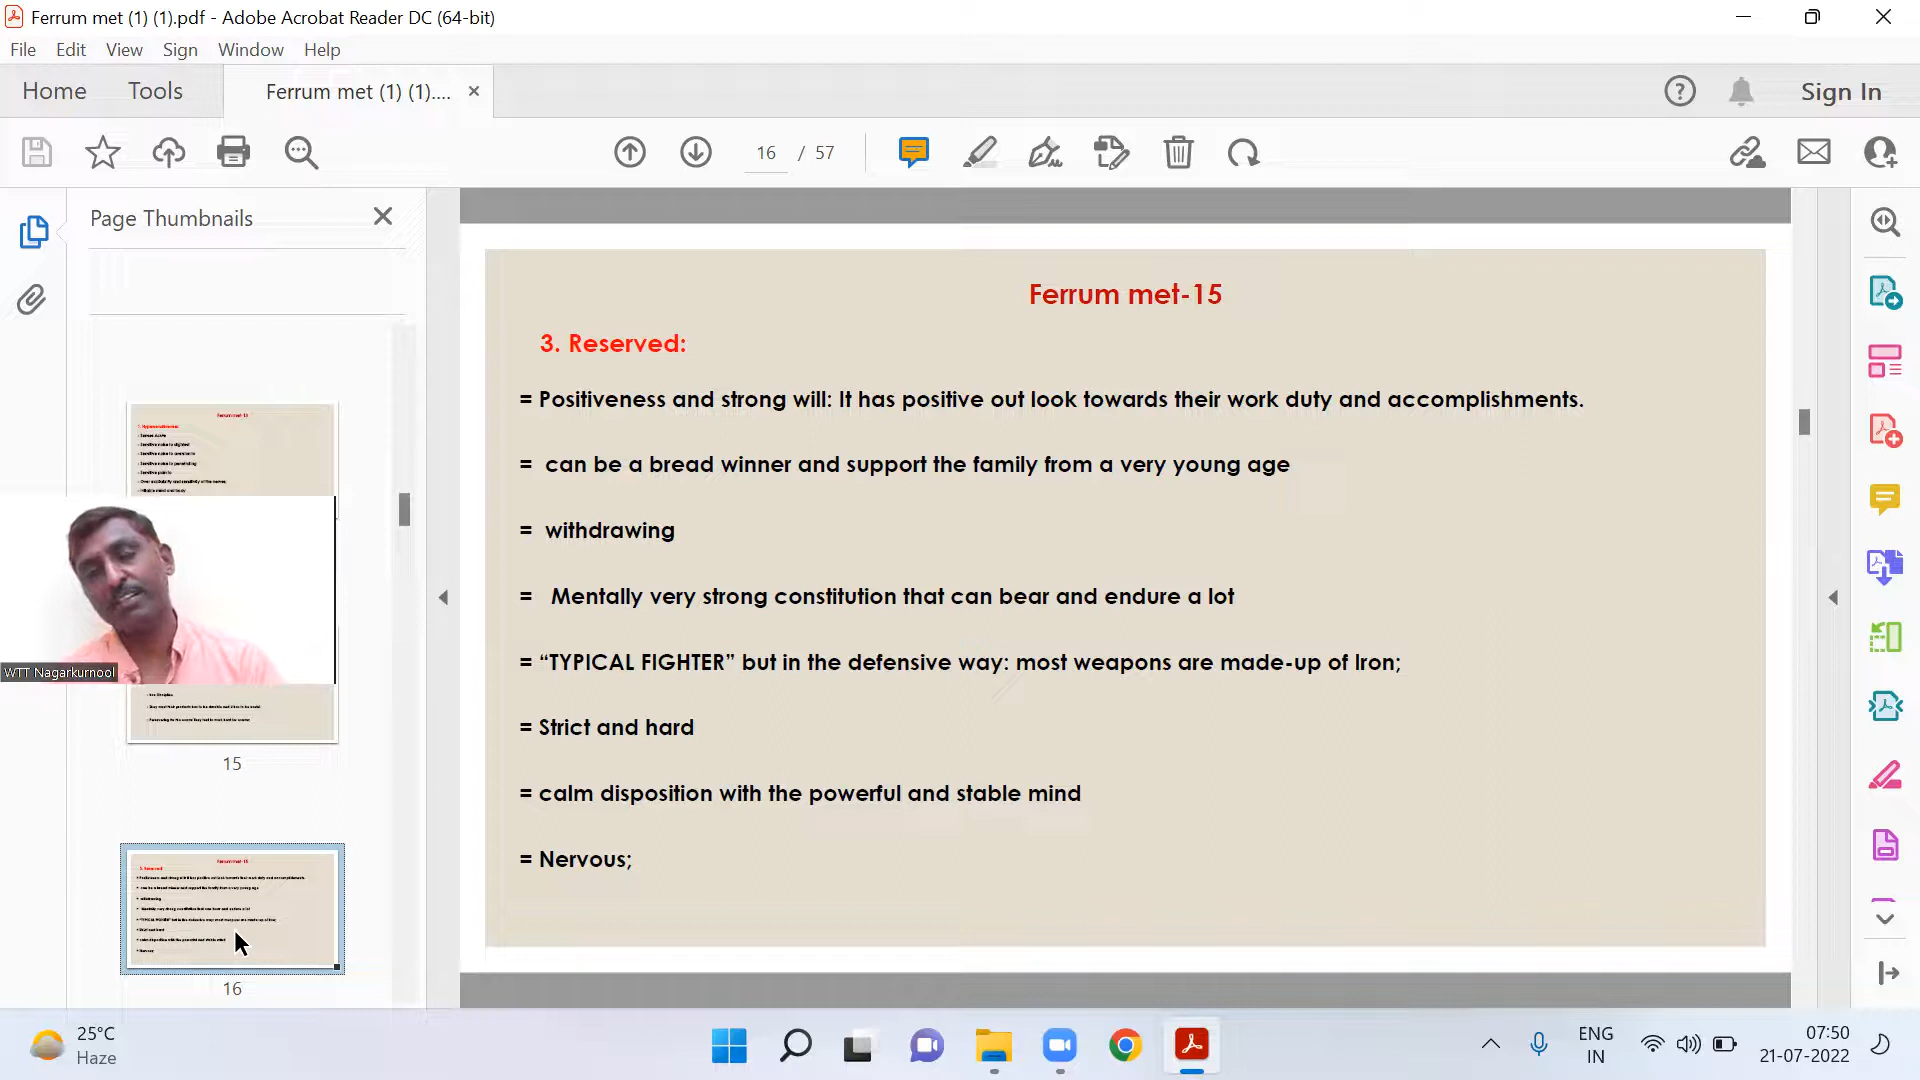 Ferrum met (1) (1).pdf - Adobe Acrobat Reader DC (64-bit)
File Edit View Sign Window Help
Home Tools Ferrum met (1) (1).... × Sign In
16 / 57
Page Thumbnails
Ferrum met-15
3. Reserved:
= Positiveness and strong will: It has positive out look towards their work duty and accomplishments.
= can be a bread winner and support the family from a very young age
= withdrawing
= Mentally very strong constitution that can bear and endure a lot
= “TYPICAL FIGHTER” but in the defensive way: most weapons are made-up of Iron;
= Strict and hard
= calm disposition with the powerful and stable mind
= Nervous;
WTT Nagarkurnool
15
16
25°C
Haze
ENG
IN
07:50
21-07-2022